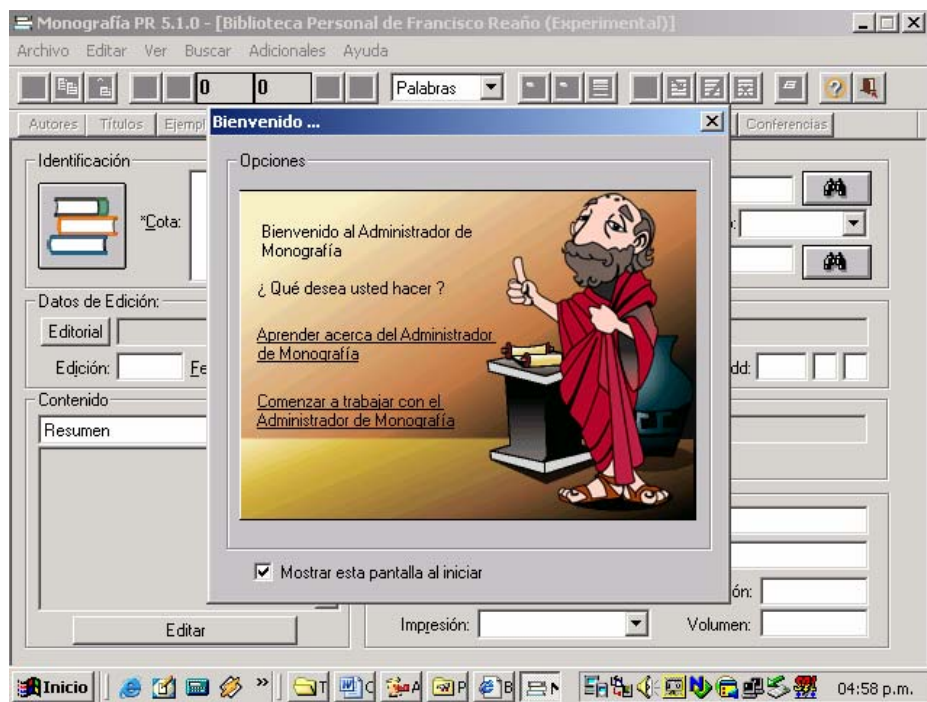 Monografía PR 5.1.0 - [Biblioteca Personal de Francisco Reaño (Experimental)]
Archivo Editar Ver Buscar Adicionales Ayuda
0 0 Palabras
Autores Títulos Conferencias
Bienvenido ...
Identificación
*Cota:
Opciones
Bienvenido al Administrador de
Monografía
¿ Qué desea usted hacer ?
Aprender acerca del Administrador
de Monografía
Comenzar a trabajar con el
Administrador de Monografía
Mostrar esta pantalla al iniciar
Datos de Edición:
Editorial
Edición:
Contenido
Resumen
Editar
Impresión:
Volumen:
Inicio
04:58 p.m.